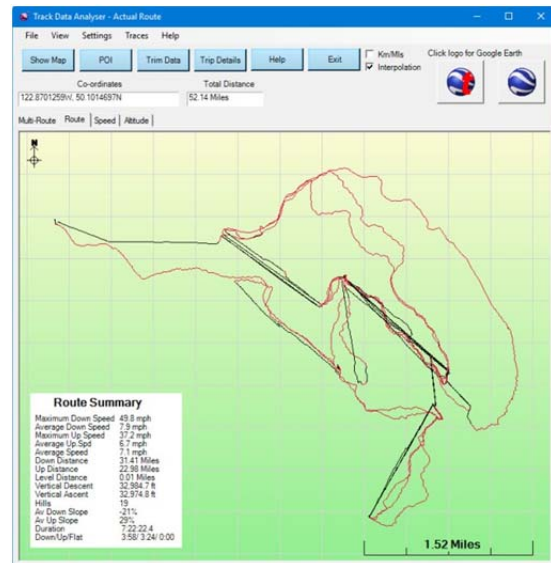 Track Data Analyser - Actual Route
File View Settings Traces Help
Show Map POI Trim Data Trip Details Help Exit Km/Mls Click logo for Google Earth
Interpolation
Co-ordinates Total Distance
122.8701259W, 50.1014697N 52.14 Miles
Multi-Route Route Speed Altitude
N
Route Summary
Maximum Down Speed 49.8 mph
Average Down Speed 7.9 mph
Maximum Up Speed 37.2 mph
Average Up.Spd 6.7 mph
Average Speed 7.1 mph
Down Distance 31.41 Miles
Up Distance 22.98 Miles
Level Distance 0.01 Miles
Vertical Descent 32,984.7 ft
Vertical Ascent 32,974.8 ft
Hills 19
Av Down Slope -21%
Av Up Slope 29%
Duration 7:22:22.4
Down/Up/Flat 3:58/ 3:24/ 0:00
1.52 Miles